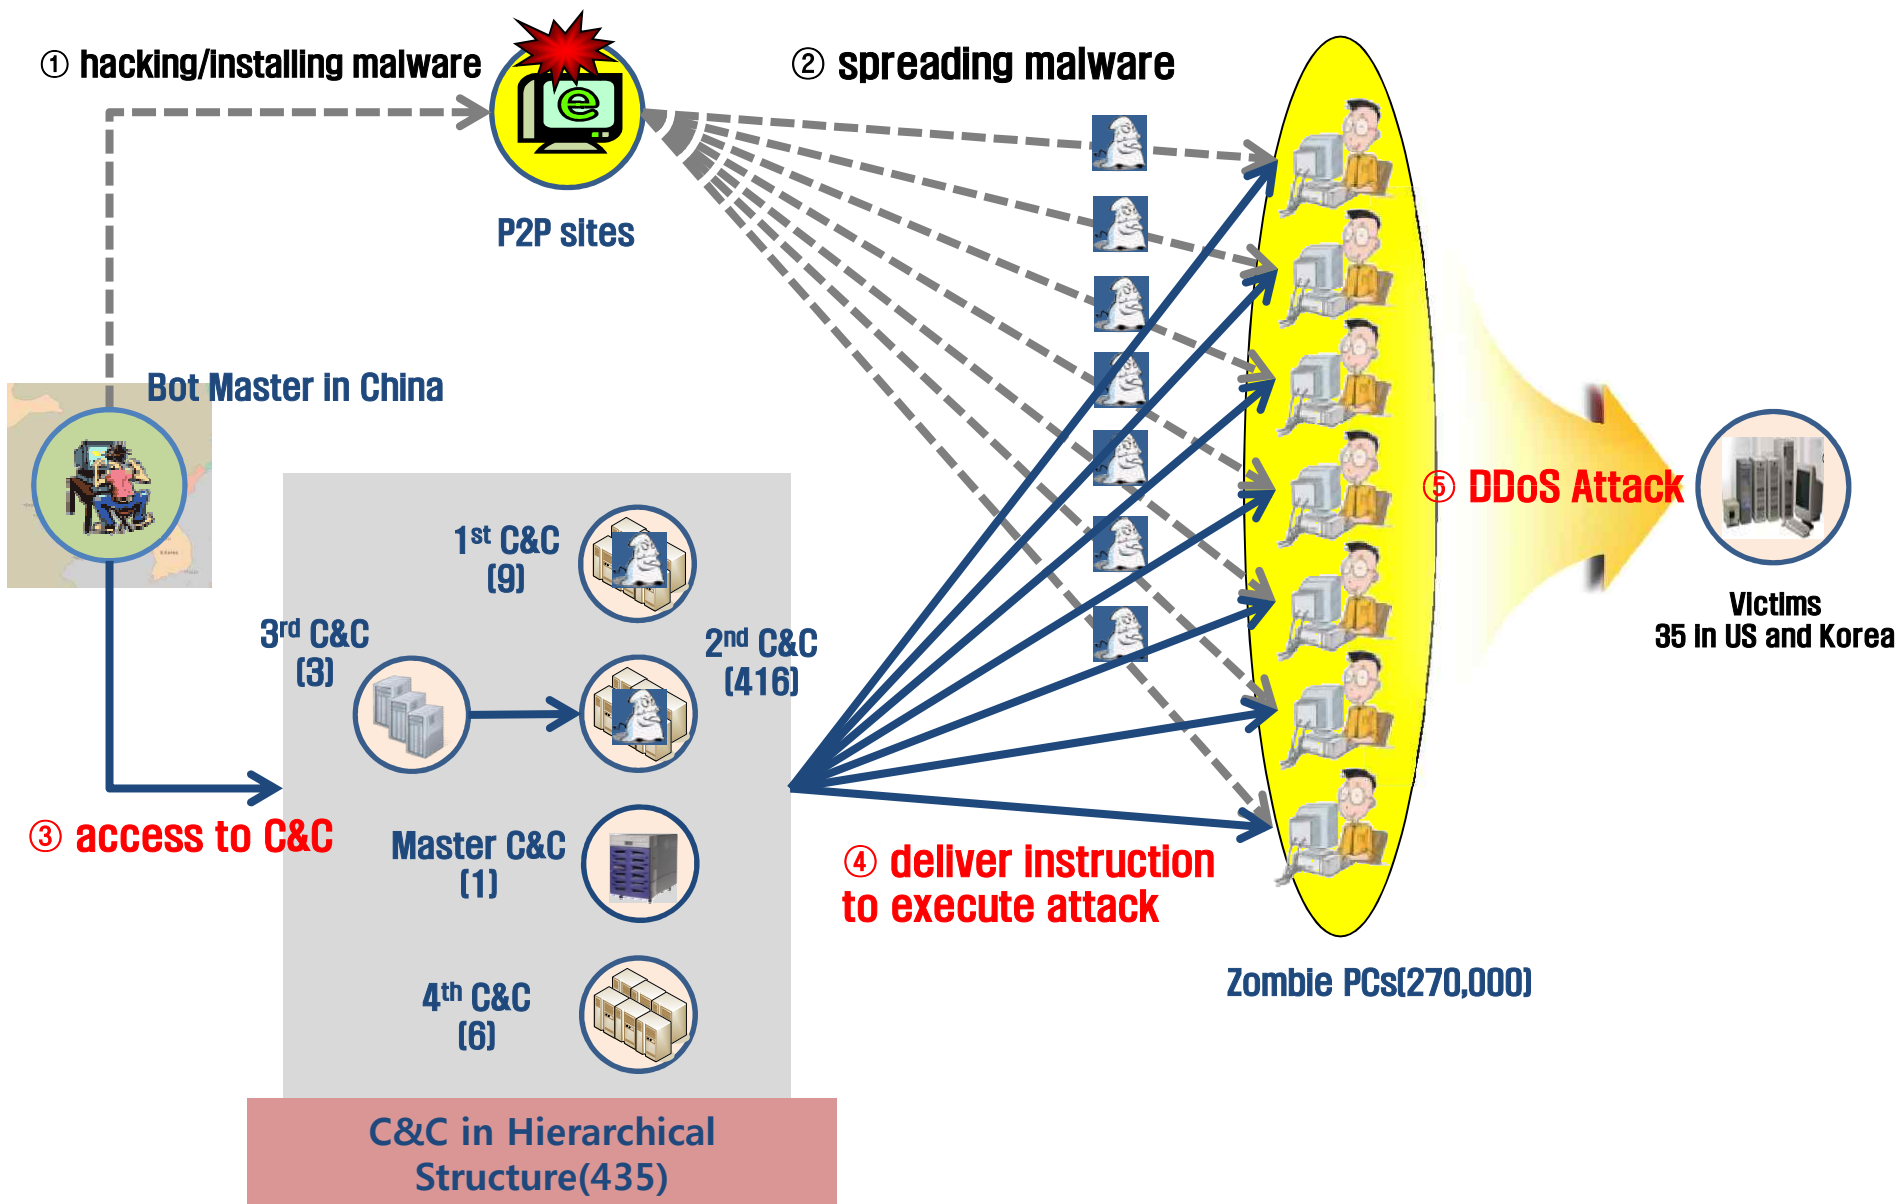 ① hacking/installing malware
② spreading malware
P2P sites
Bot Master in China
1st C&C
(9)
3rd C&C
(3)
2nd C&C
(416)
③ access to C&C
Master C&C
(1)
4th C&C
(6)
C&C in Hierarchical
Structure(435)
④ deliver instruction
to execute attack
Zombie PCs(270,000)
⑤ DDoS Attack
Victims
35 in US and Korea